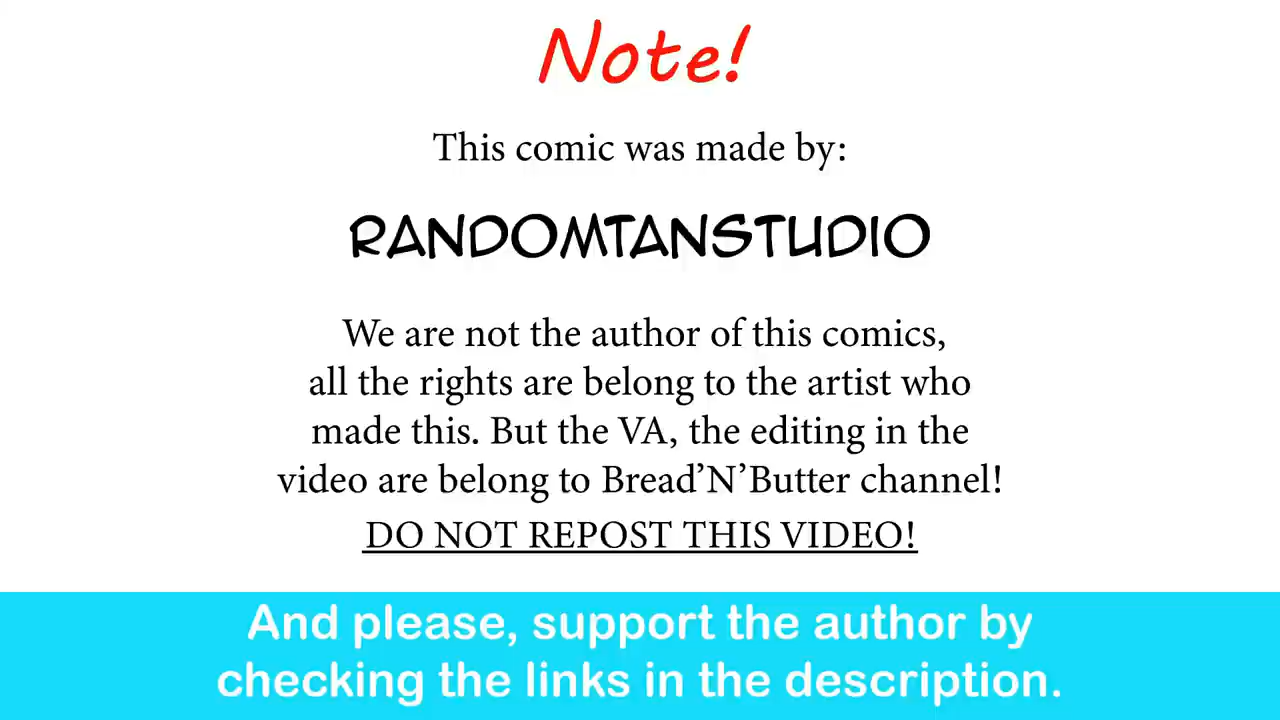 Note!
This comic was made by:
RANDOMTANSTUDIO
We are not the author of this comics,
all the rights are belong to the artist who
made this. But the VA, the editing in the
video are belong to Bread’N’Butter channel!
DO NOT REPOST THIS VIDEO!
And please, support the author by
checking the links in the description.